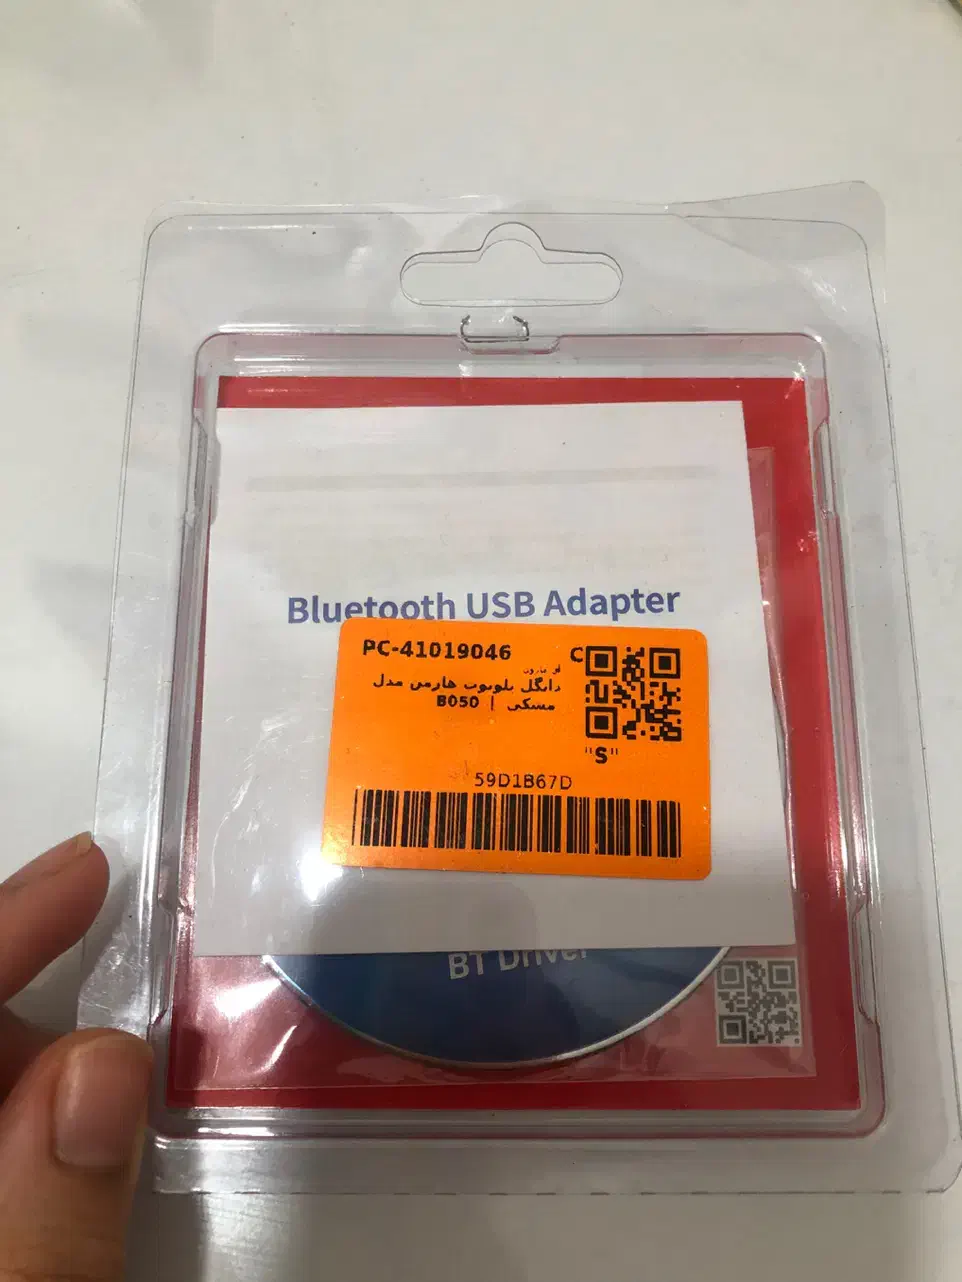 Bluetooth USB Adapter
PC-41019046
C
دانگل بلوتوث هارمن مدل
B050 | مسکی
"S"
59D1B67D
BT Driver